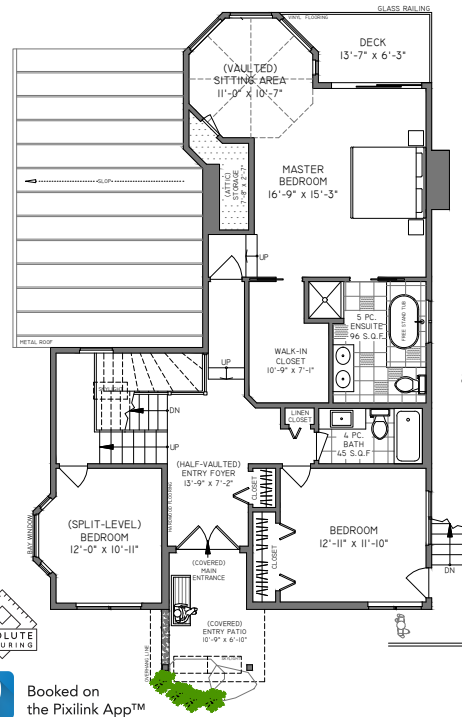 GLASS RAILING
VINYL FLOORING
DECK
13'-7" x 6'-3"
(VAULTED)
SITTING AREA
11'-0" x 10'-7"
(ATTIC)
STORAGE
7'-8" x 2'-7"
MASTER
BEDROOM
16'-9" x 15'-3"
SLOP
UP
METAL ROOF
5 PC.
ENSUITE
96 S.Q.F
FREE STAND TUB
WALK-IN
CLOSET
10'-9" x 7'-1"
UP
SKYLIGHT
DN
UP
LINEN
CLOSET
4 PC.
BATH
45 S.Q.F
(HALF-VAULTED)
ENTRY FOYER
13'-9" x 7'-2"
HARDWOOD FLOORING
CLOSET
BAY WINDOW
(SPLIT-LEVEL)
BEDROOM
12'-0" x 10'-11"
BEDROOM
12'-11" x 11'-10"
CLOSET
DN
(COVERED)
MAIN
ENTRANCE
(COVERED)
ENTRY PATIO
10'-9" x 6'-10"
OVERHANG LINE
OLUTE
URING
Booked on
the Pixilink App™